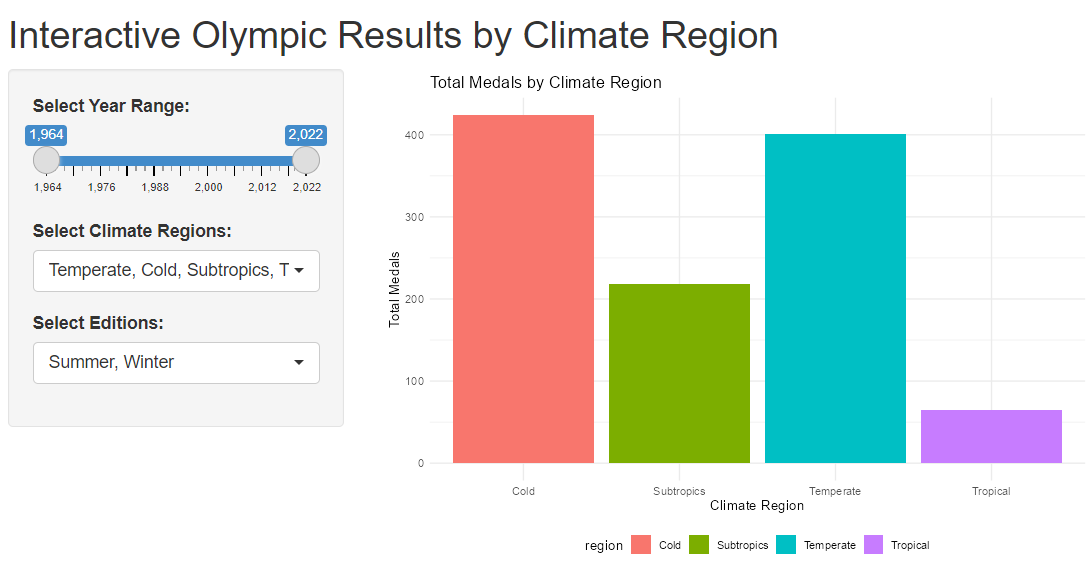 Interactive Olympic Results by Climate Region
Select Year Range:
1,964 2,022
1,964 1,976 1,988 2,000 2,012 2,022
Select Climate Regions:
Temperate, Cold, Subtropics, T
Select Editions:
Summer, Winter
Total Medals by Climate Region
Total Medals
400
300
200
100
0
Cold Subtropics Temperate Tropical
Climate Region
region Cold Subtropics Temperate Tropical